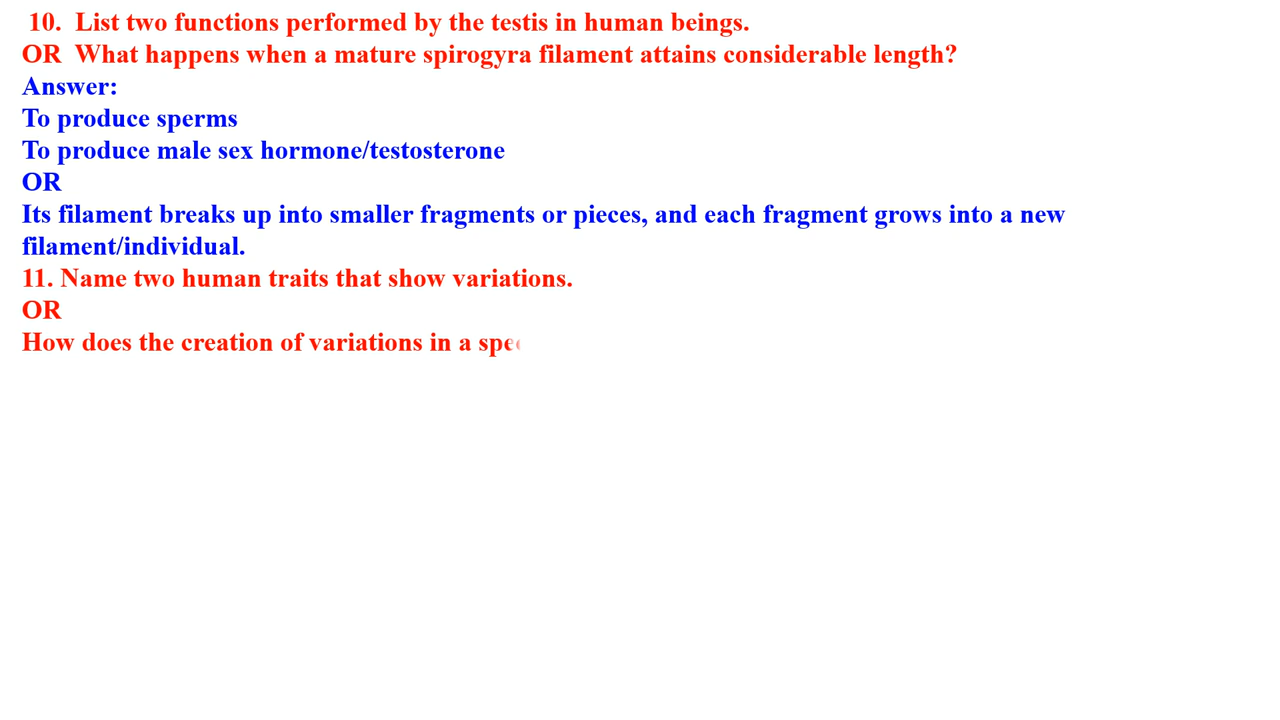 10. List two functions performed by the testis in human beings.
OR What happens when a mature spirogyra filament attains considerable length?
Answer:
To produce sperms
To produce male sex hormone/testosterone
OR
Its filament breaks up into smaller fragments or pieces, and each fragment grows into a new
filament/individual.
11. Name two human traits that show variations.
OR
How does the creation of variations in a